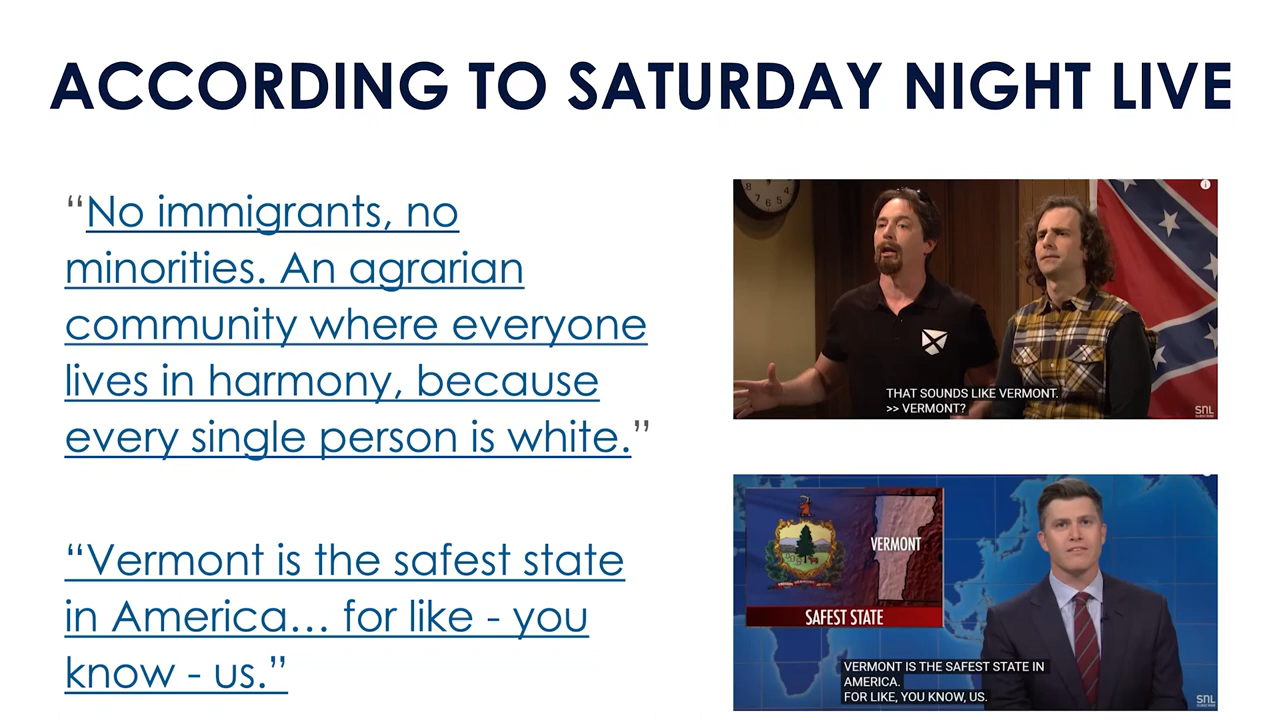 ACCORDING TO SATURDAY NIGHT LIVE
“No immigrants, no
minorities. An agrarian
community where everyone
lives in harmony, because
every single person is white.”
“Vermont is the safest state
in America… for like - you
know - us.”
THAT SOUNDS LIKE VERMONT.
>> VERMONT?
SNL
VERMONT
SAFEST STATE
VERMONT IS THE SAFEST STATE IN
AMERICA.
FOR LIKE, YOU KNOW, US.
SNL